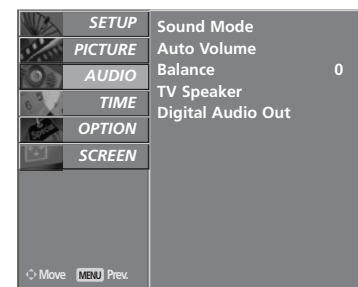 SETUP
PICTURE
AUDIO
TIME
OPTION
SCREEN
Sound Mode
Auto Volume
Balance 0
TV Speaker
Digital Audio Out
Move MENU Prev.